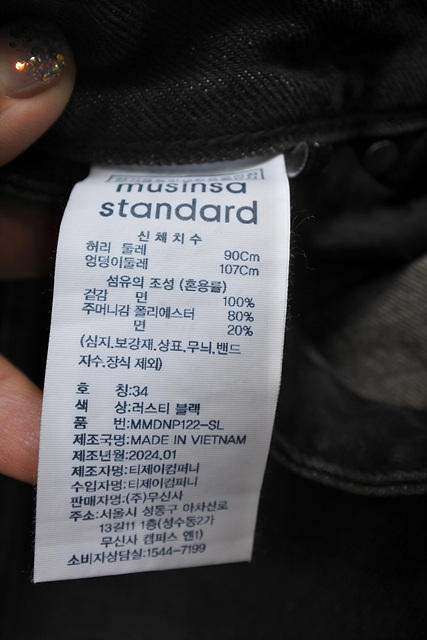 musinsa
standard
신체치수
허리 둘레 90Cm
엉덩이둘레 107Cm
섬유의 조성 (혼용률)
겉감 면 100%
주머니감 폴리에스터 80%
면 20%
(심지.보강재.상표.무늬.밴드
자수.장식 제외)
호 칭:34
색 상:러스티 블랙
품 번:MMDNP122-SL
제조국명:MADE IN VIETNAM
제조년월:2024.01
제조자명:티제이컴퍼니
수입자명:티제이컴퍼니
판매자명:(주)무신사
주소:서울시 성동구 아차산로
13길11 1층(성수동2가
무신사 캠퍼스 엔1)
소비자상담실:1544-7199